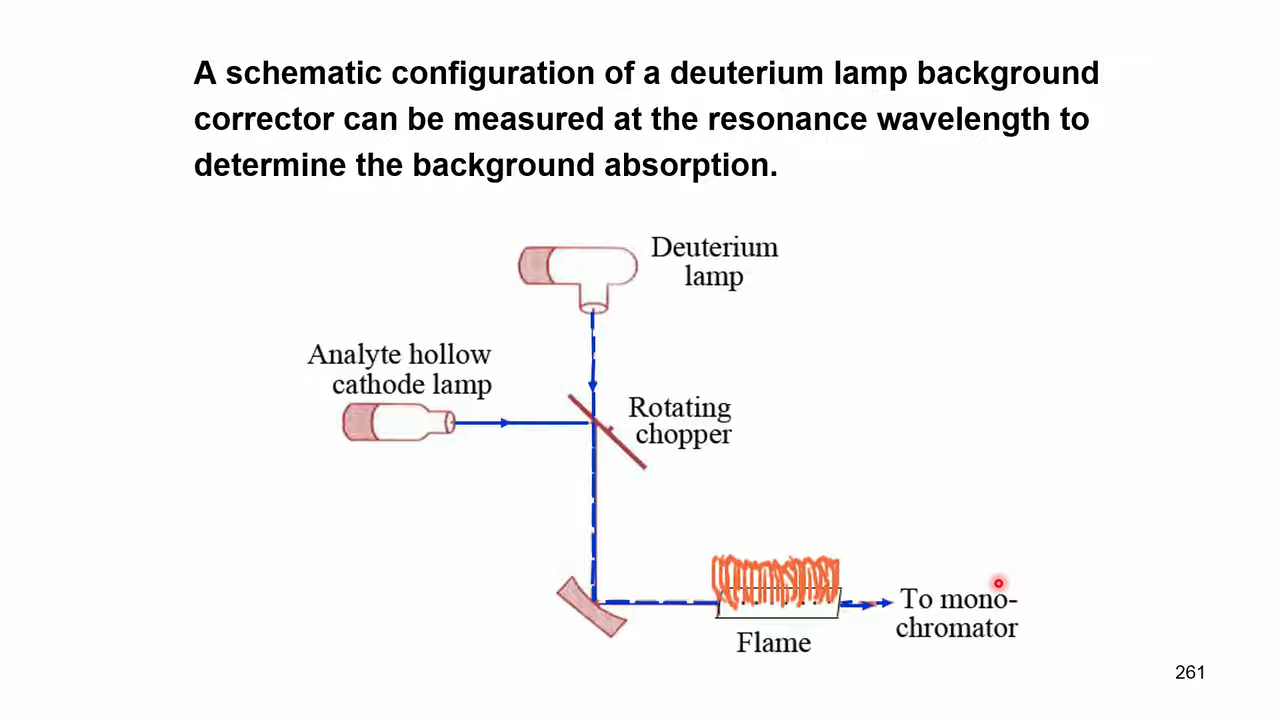 A schematic configuration of a deuterium lamp background
corrector can be measured at the resonance wavelength to
determine the background absorption.
Deuterium
lamp
Analyte hollow
cathode lamp
Rotating
chopper
To mono-
chromator
Flame
261